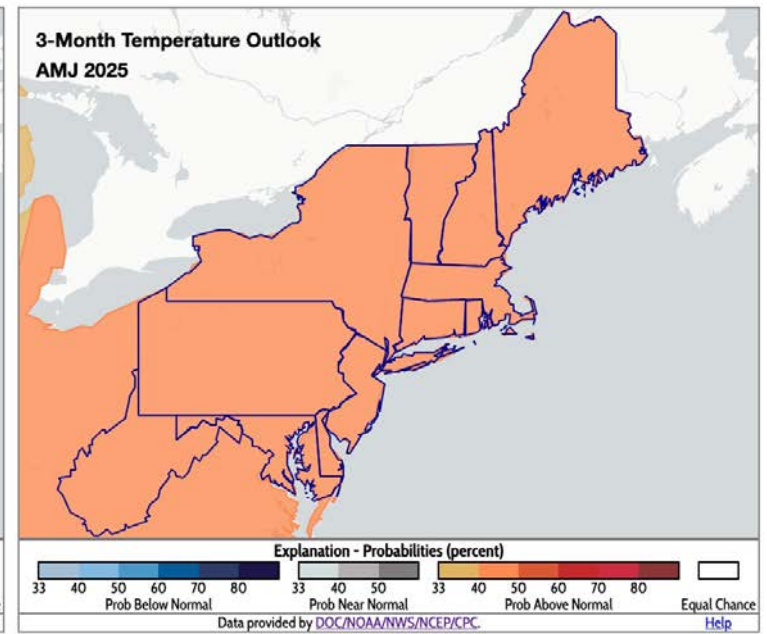 3-Month Temperature Outlook
AMJ 2025
Explanation - Probabilities (percent)
33 40 50 60 70 80 33 40 50 33 40 50 60 70 80
Prob Below Normal Prob Near Normal Prob Above Normal Equal Chance
Data provided by DOC/NOAA/NWS/NCEP/CPC. Help